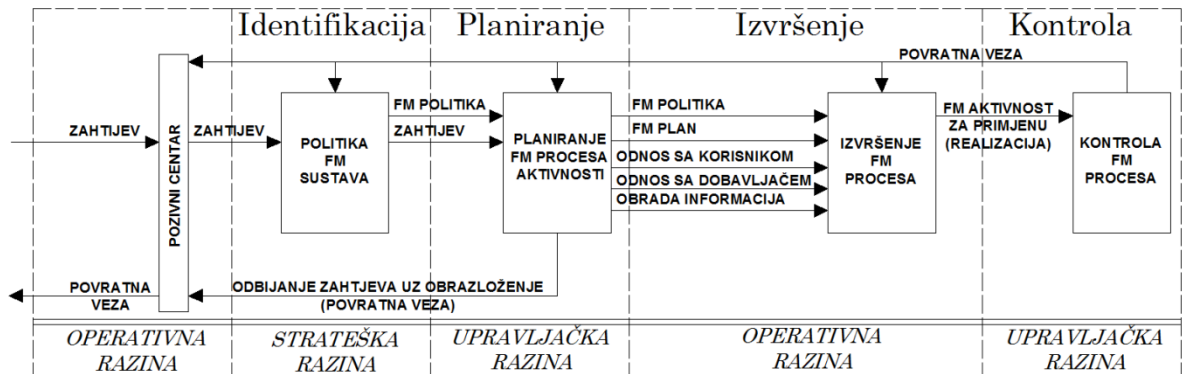 Identifikacija
Planiranje
Izvršenje
Kontrola
POVRATNA VEZA
ZAHTIJEV
POZIVNI CENTAR
ZAHTIJEV
POLITIKA
FM
SUSTAVA
FM POLITIKA
ZAHTIJEV
PLANIRANJE
FM PROCESA
AKTIVNOSTI
FM POLITIKA
FM PLAN
ODNOS SA KORISNIKOM
ODNOS SA DOBAVLJAČEM
OBRADA INFORMACIJA
IZVRŠENJE
FM
PROCESA
FM AKTIVNOST
ZA PRIMJENU
(REALIZACIJA)
KONTROLA
FM
PROCESA
POVRATNA
VEZA
ODBIJANJE ZAHTJEVA UZ OBRAZLOŽENJE
(POVRATNA VEZA)
OPERATIVNA
RAZINA
STRATEŠKA
RAZINA
UPRAVLJAČKA
RAZINA
OPERATIVNA
RAZINA
UPRAVLJAČKA
RAZINA